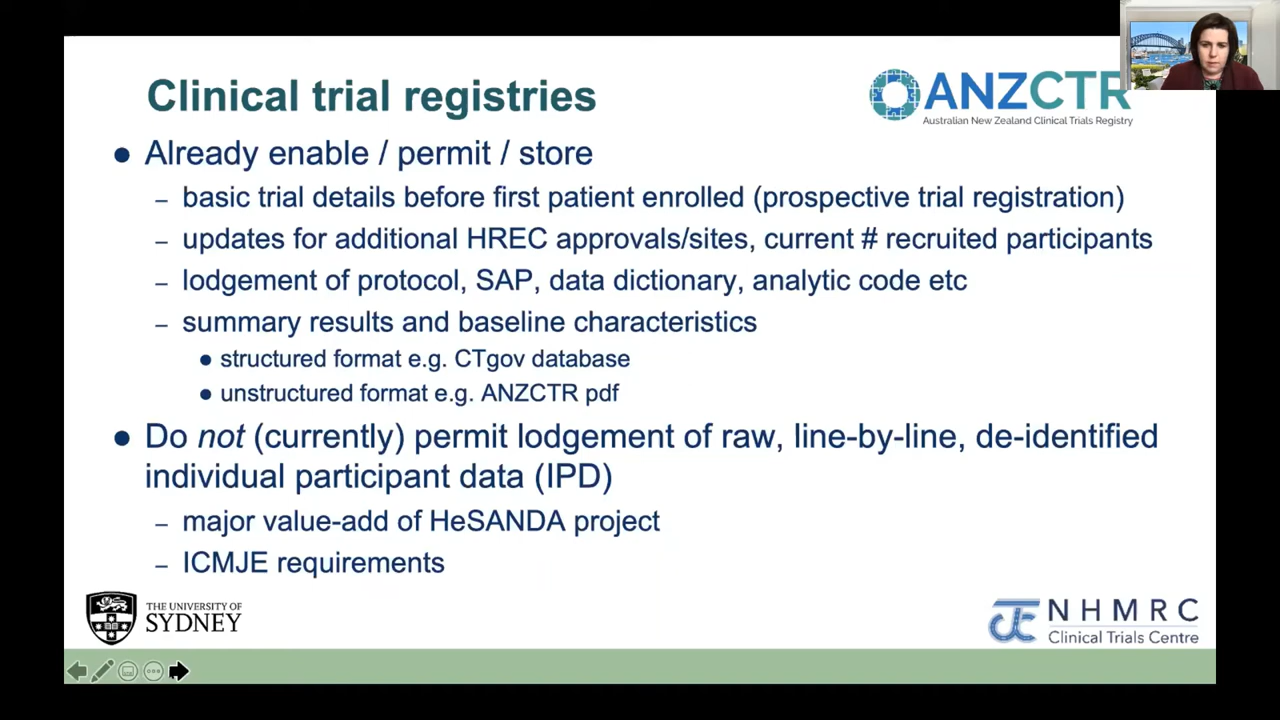 Clinical trial registries
ANZCTR
Australian New Zealand Clinical Trials Registry
● Already enable / permit / store
– basic trial details before first patient enrolled (prospective trial registration)
– updates for additional HREC approvals/sites, current # recruited participants
– lodgement of protocol, SAP, data dictionary, analytic code etc
– summary results and baseline characteristics
● structured format e.g. CTgov database
● unstructured format e.g. ANZCTR pdf
● Do not (currently) permit lodgement of raw, line-by-line, de-identified
individual participant data (IPD)
– major value-add of HeSANDA project
– ICMJE requirements
THE UNIVERSITY OF
SYDNEY
NHMRC
Clinical Trials Centre